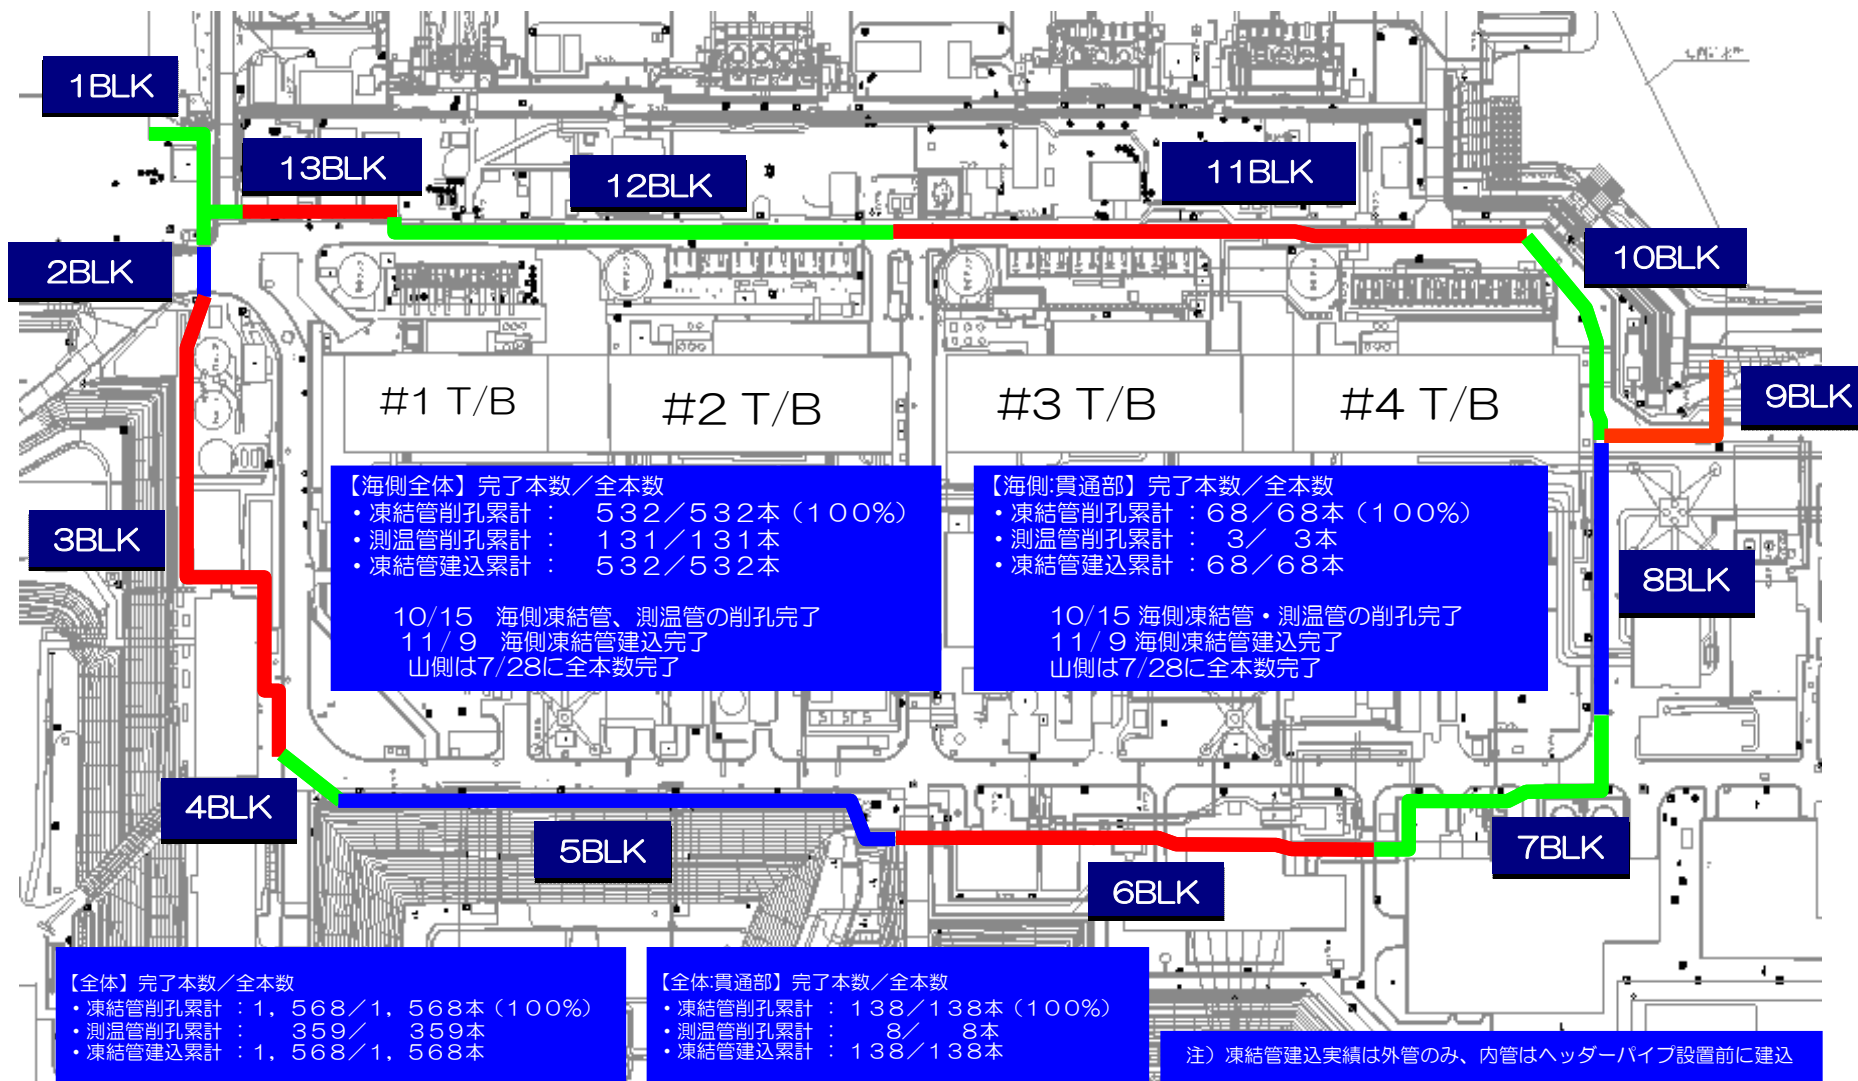 1BLK
13BLK
12BLK
11BLK
2BLK
10BLK
#1 T/B
#2 T/B
#3 T/B
#4 T/B
9BLK
3BLK
【海側全体】完了本数／全本数
・凍結管削孔累計 ： ５３２／５３２本（１００％）
・測温管削孔累計 ： １３１／１３１本
・凍結管建込累計 ： ５３２／５３２本
10/15 海側凍結管、測温管の削孔完了
11/ 9 海側凍結管建込完了
山側は7/28に全本数完了
【海側:貫通部】完了本数／全本数
・凍結管削孔累計 ：６８／６８本（１００％）
・測温管削孔累計 ： ３／ ３本
・凍結管建込累計 ：６８／６８本
10/15 海側凍結管・測温管の削孔完了
11/ 9 海側凍結管建込完了
山側は7/28に全本数完了
8BLK
4BLK
5BLK
7BLK
6BLK
【全体】完了本数／全本数
・凍結管削孔累計 ：１，５６８／１，５６８本（１００％）
・測温管削孔累計 ： ３５９／ ３５９本
・凍結管建込累計 ：１，５６８／１，５６８本
【全体:貫通部】完了本数／全本数
・凍結管削孔累計 ： １３８／１３８本（１００％）
・測温管削孔累計 ： ８／ ８本
・凍結管建込累計 ： １３８／１３８本
注）凍結管建込実績は外管のみ、内管はヘッダーパイプ設置前に建込